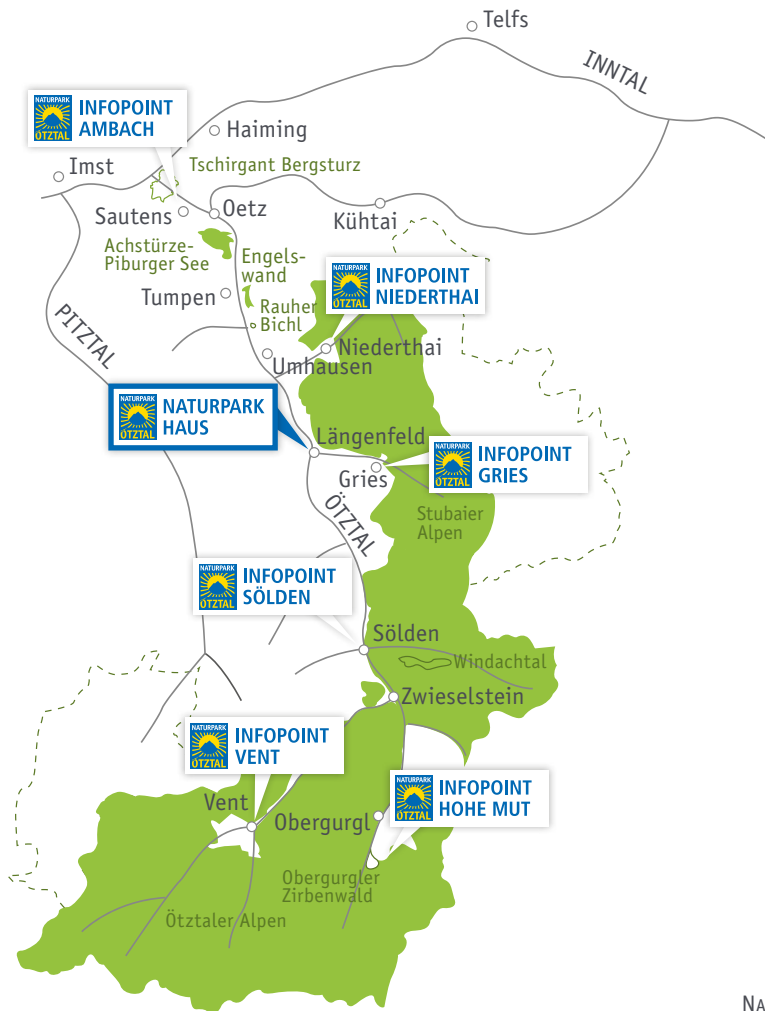 Telfs
INNTAL
NATURPARK
ÖTZTAL
INFOPOINT
AMBACH
Haiming
Imst
Tschirgant Bergsturz
Sautens
Oetz
Kühtai
Achstürze-
Piburger See
Engels-
wand
NATURPARK
ÖTZTAL
INFOPOINT
NIEDERTHAI
Tumpen
Rauher
Bichl
PITZTAL
Umhausen
Niederthai
NATURPARK
ÖTZTAL
NATURPARK
HAUS
Längenfeld
NATURPARK
ÖTZTAL
INFOPOINT
GRIES
Gries
ÖTZTAL
Stubaier
Alpen
NATURPARK
ÖTZTAL
INFOPOINT
SÖLDEN
Sölden
Windachtal
Zwieselstein
NATURPARK
ÖTZTAL
INFOPOINT
VENT
NATURPARK
ÖTZTAL
INFOPOINT
HOHE MUT
Vent
Obergurgl
Obergurgler
Zirbenwald
Ötztaler Alpen
NA